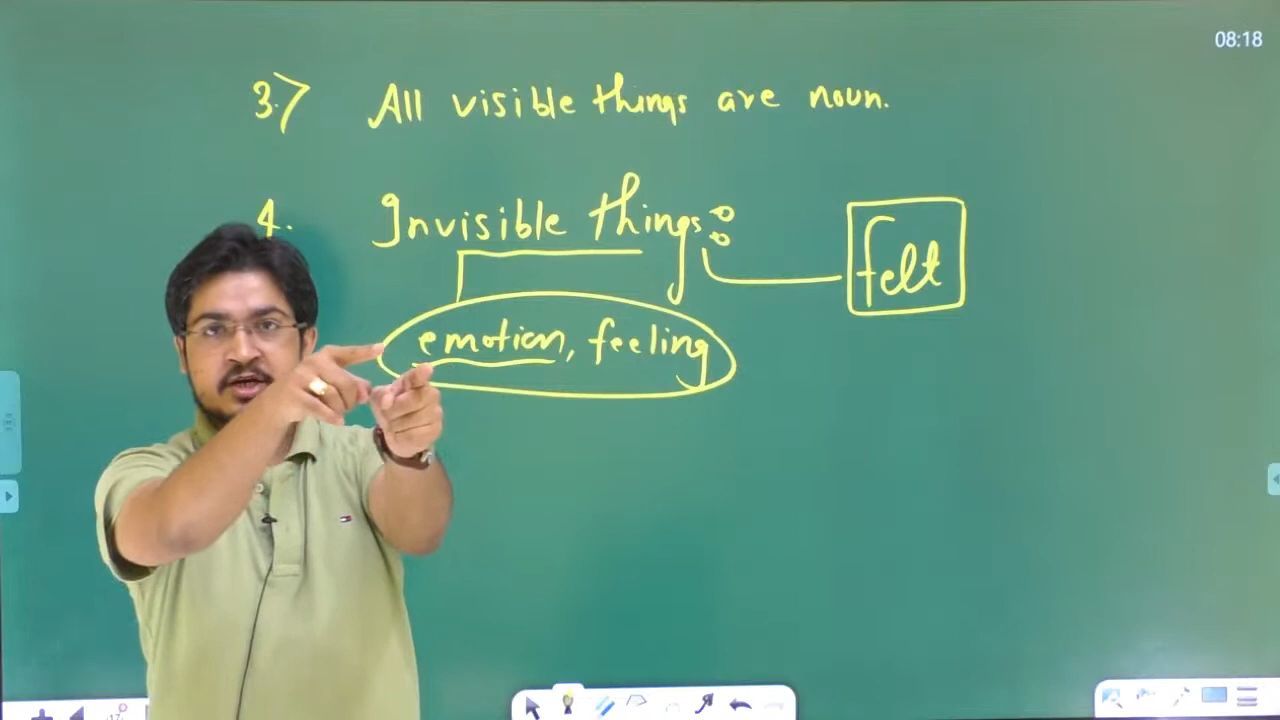 08:18
3.> All visible things are noun.
4. Invisible things:
felt
emotion, feeling